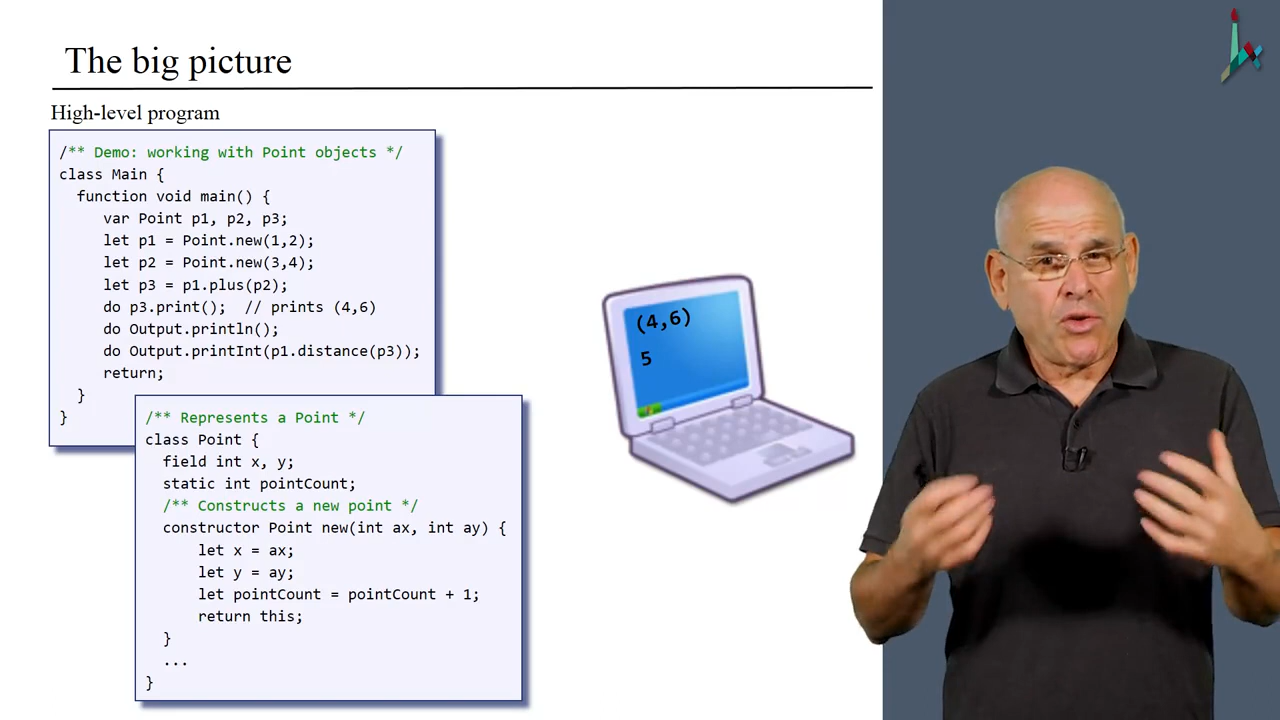 The big picture
High-level program
/** Demo: working with Point objects */
class Main {
function void main() {
var Point p1, p2, p3;
let p1 = Point.new(1,2);
let p2 = Point.new(3,4);
let p3 = p1.plus(p2);
do p3.print();  // prints (4,6)
do Output.println();
do Output.printInt(p1.distance(p3));
return;
}
}
/** Represents a Point */
class Point {
field int x, y;
static int pointCount;
/** Constructs a new point */
constructor Point new(int ax, int ay) {
let x = ax;
let y = ay;
let pointCount = pointCount + 1;
return this;
}
...
}
(4,6)
5